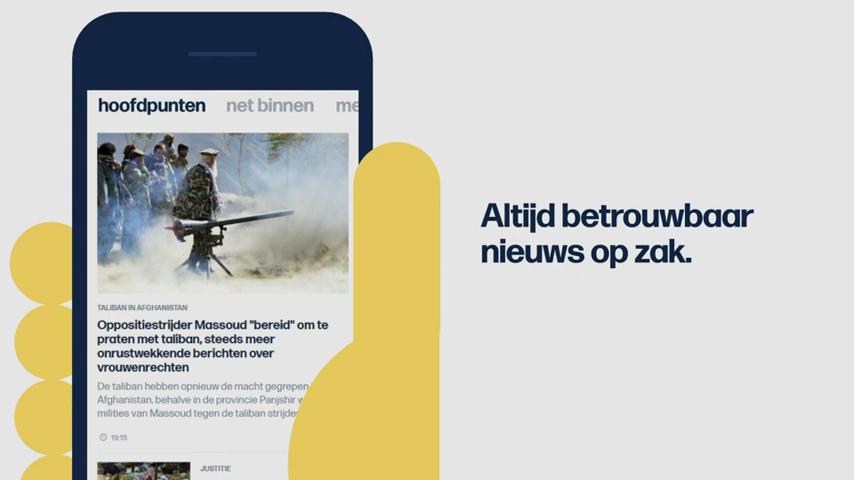 hoofdpunten net binnen me
Altijd betrouwbaar
nieuws op zak.
TALIBAN IN AFGHANISTAN
Oppositiestrijder Massoud "bereid" om te
praten met taliban, steeds meer
onrustwekkende berichten over
vrouwenrechten
De taliban hebben opnieuw de macht gegrepen
Afghanistan, behalve in de provincie Panjshir w
milities van Massoud tegen de taliban strijde
19:15
JUSTITIE